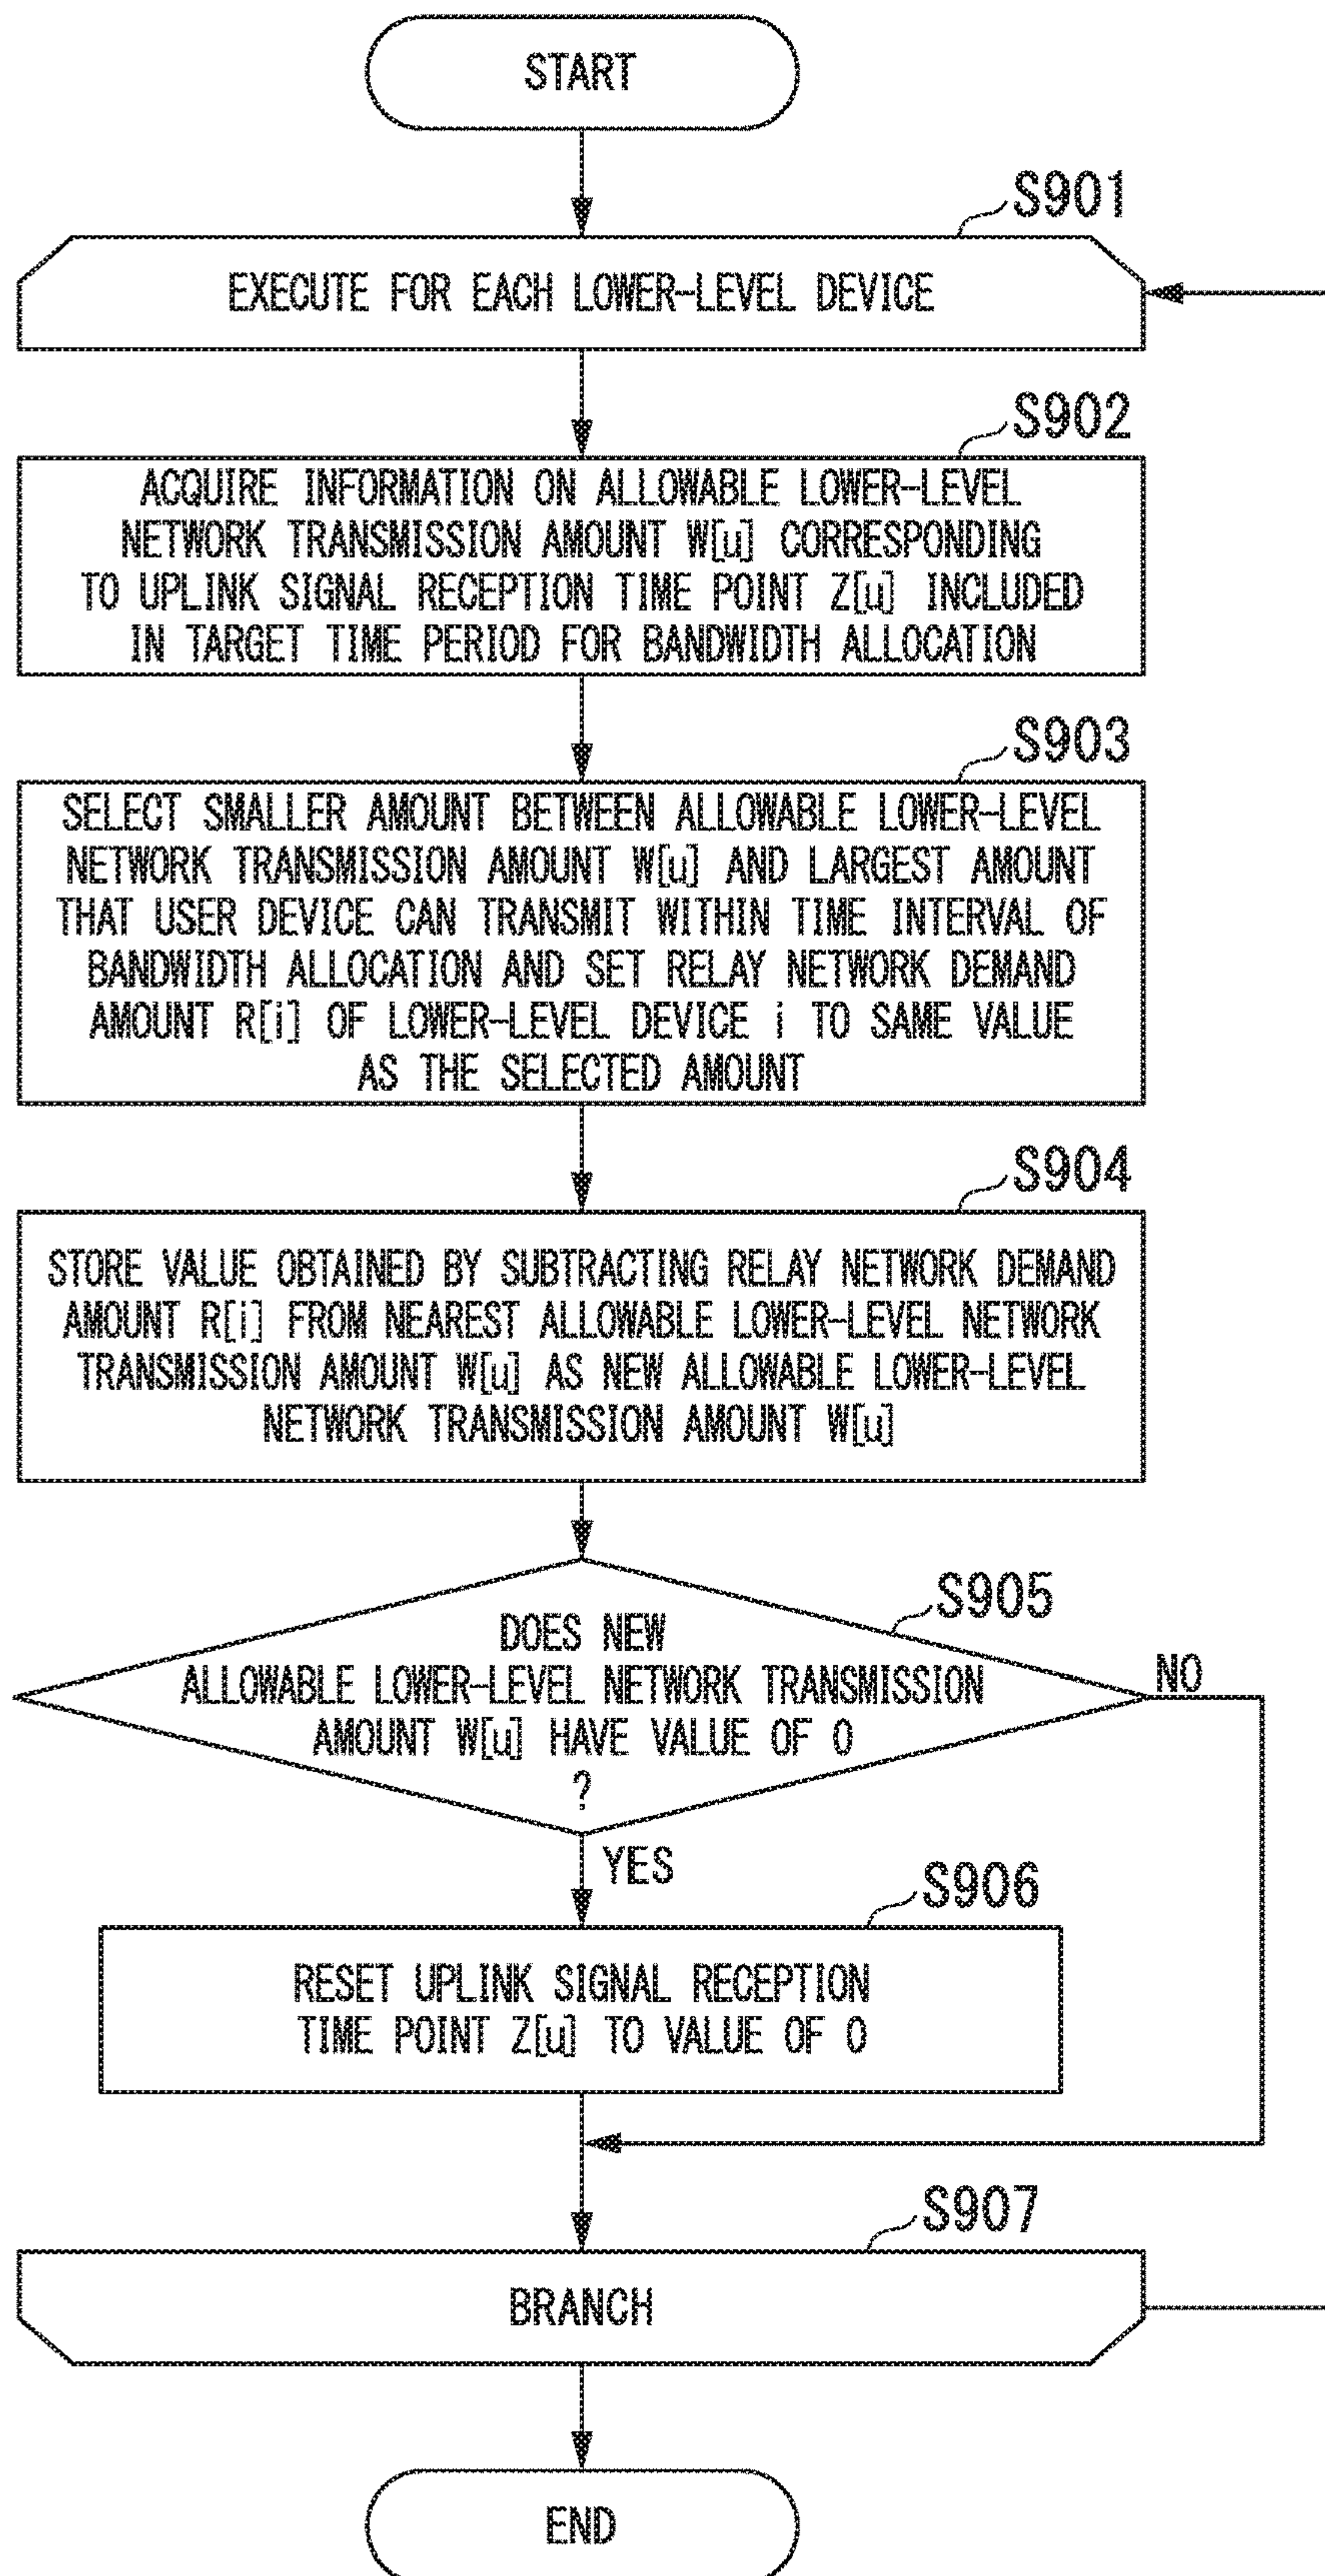 START
S901
EXECUTE FOR EACH LOWER-LEVEL DEVICE
S902
ACQUIRE INFORMATION ON ALLOWABLE LOWER-LEVEL
NETWORK TRANSMISSION AMOUNT W[u] CORRESPONDING
TO UPLINK SIGNAL RECEPTION TIME POINT Z[u] INCLUDED
IN TARGET TIME PERIOD FOR BANDWIDTH ALLOCATION
S903
SELECT SMALLER AMOUNT BETWEEN ALLOWABLE LOWER-LEVEL
NETWORK TRANSMISSION AMOUNT W[u] AND LARGEST AMOUNT
THAT USER DEVICE CAN TRANSMIT WITHIN TIME INTERVAL OF
BANDWIDTH ALLOCATION AND SET RELAY NETWORK DEMAND
AMOUNT R[i] OF LOWER-LEVEL DEVICE i TO SAME VALUE
AS THE SELECTED AMOUNT
S904
STORE VALUE OBTAINED BY SUBTRACTING RELAY NETWORK DEMAND
AMOUNT R[i] FROM NEAREST ALLOWABLE LOWER-LEVEL NETWORK
TRANSMISSION AMOUNT W[u] AS NEW ALLOWABLE LOWER-LEVEL
NETWORK TRANSMISSION AMOUNT W[u]
S905
DOES NEW
ALLOWABLE LOWER-LEVEL NETWORK TRANSMISSION
AMOUNT W[u] HAVE VALUE OF 0
?
NO
YES
S906
RESET UPLINK SIGNAL RECEPTION
TIME POINT Z[u] TO VALUE OF 0
S907
BRANCH
END